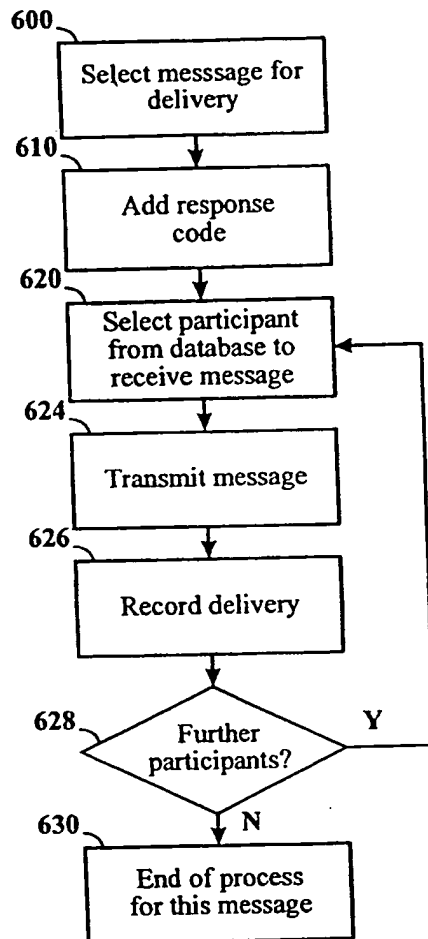 600
Select messsage for
delivery
610
Add response
code
620
Select participant
from database to
receive message
624
Transmit message
626
Record delivery
628
Further
participants?
Y
N
630
End of process
for this message